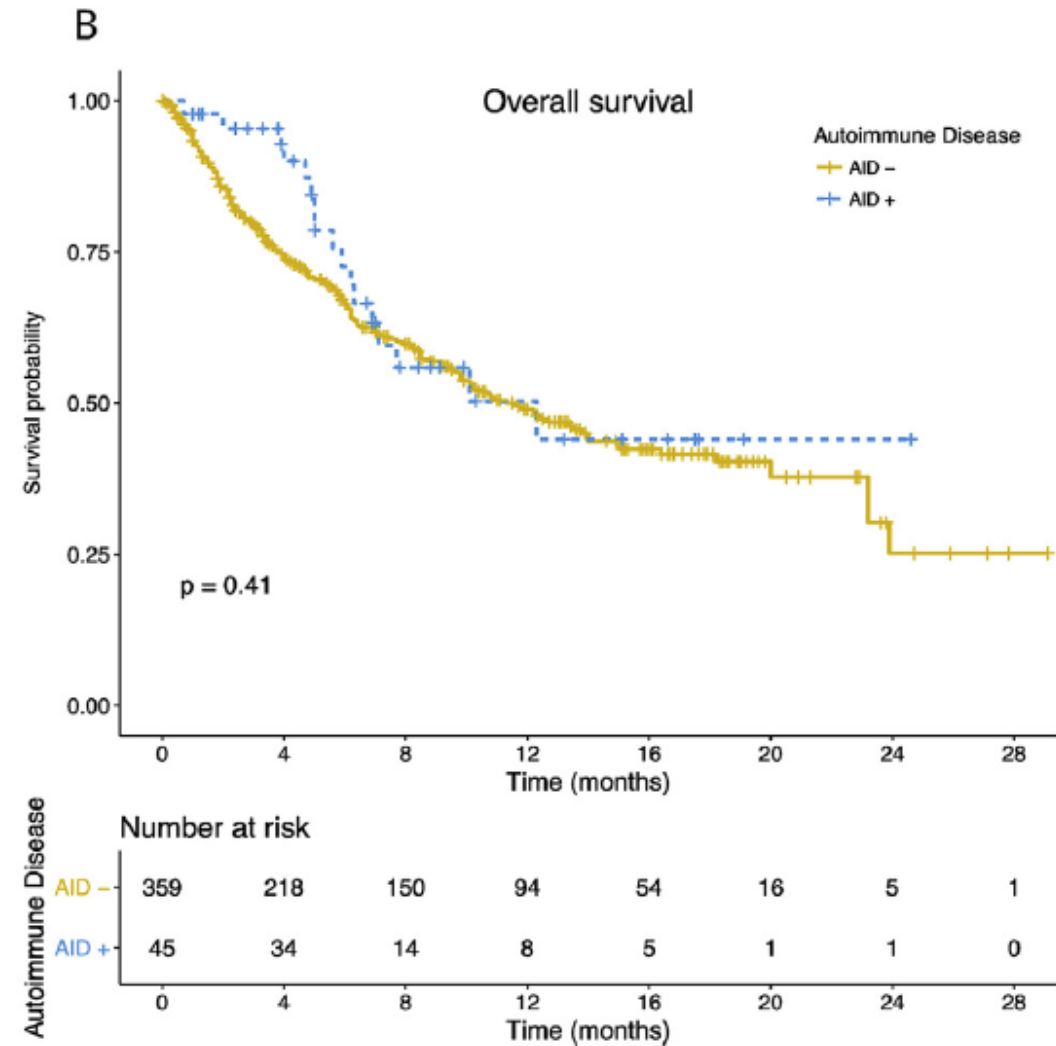 B
Overall survival
Autoimmune Disease
AID −
AID +
Survival probability
1.00
0.75
0.50
0.25
0.00
p = 0.41
0 4 8 12 16 20 24 28
Time (months)
Number at risk
Autoimmune Disease
AID − 359 218 150 94 54 16 5 1
AID + 45 34 14 8 5 1 1 0
0 4 8 12 16 20 24 28
Time (months)